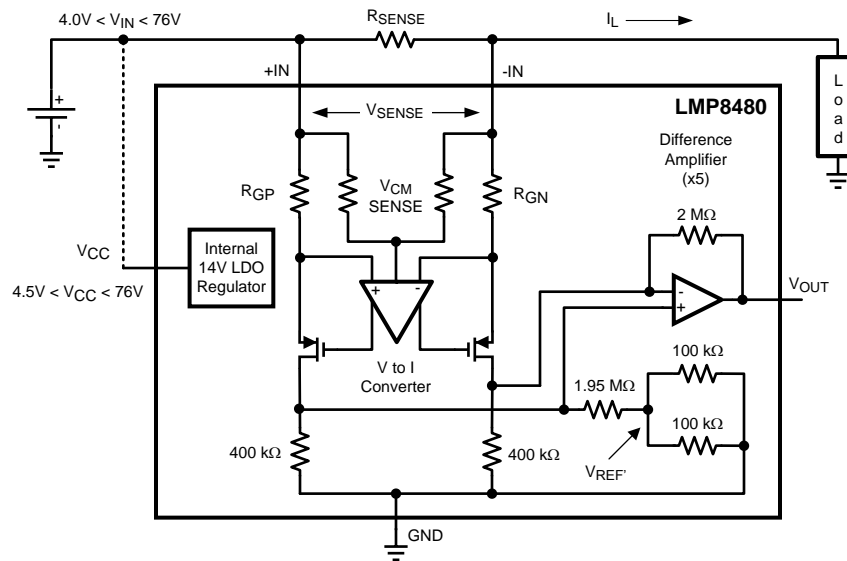 4.0V < VIN < 76V
RSENSE
IL
+IN
-IN
+
-
VSENSE
LMP8480
Load
Difference
Amplifier
(x5)
RGP
VCM
SENSE
RGN
2 MΩ
VCC
Internal
14V LDO
Regulator
4.5V < VCC < 76V
+
-
-
+
VOUT
V to I
Converter
100 kΩ
1.95 MΩ
100 kΩ
400 kΩ
400 kΩ
VREF'
GND